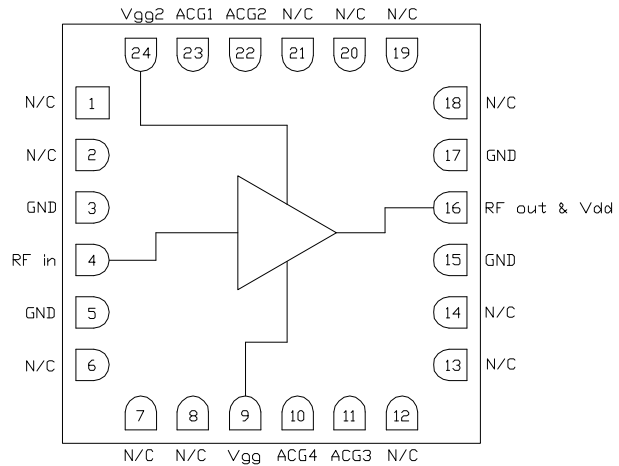 Vgg2 ACG1 ACG2 N/C N/C N/C
24 23 22 21 20 19
N/C 1 18 N/C
N/C 2 17 GND
GND 3 16 RF out & Vdd
RF in 4 15 GND
GND 5 14 N/C
N/C 6 13 N/C
7 8 9 10 11 12
N/C N/C Vgg ACG4 ACG3 N/C